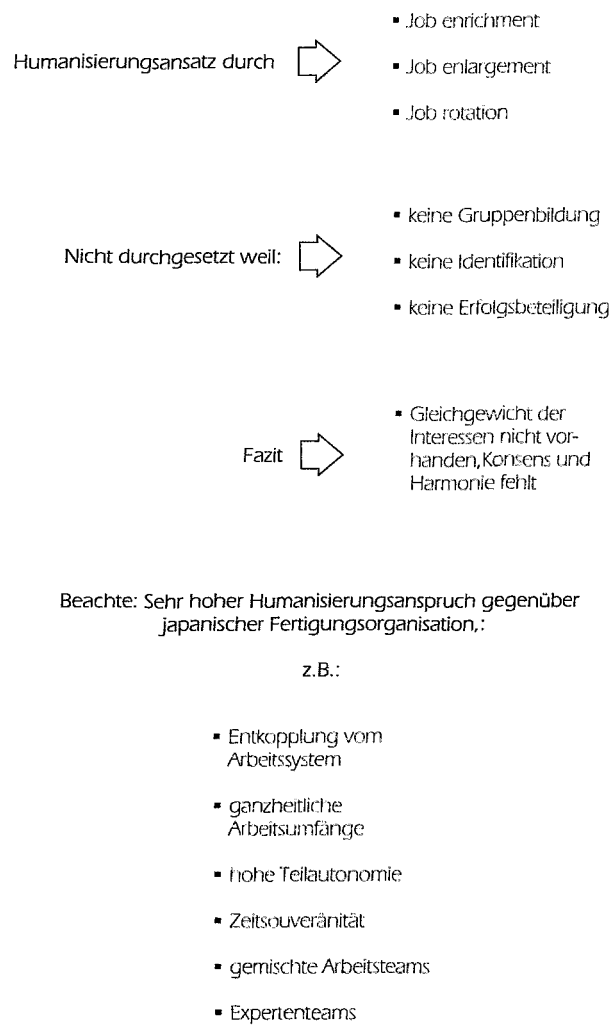 Humanisierungsansatz durch
▪ Job enrichment
▪ Job enlargement
▪ Job rotation
Nicht durchgesetzt weil:
▪ keine Gruppenbildung
▪ keine Identifikation
▪ keine Erfolgsbeteiligung
Fazit
▪ Gleichgewicht der
Interessen nicht vor-
handen, Konsens und
Harmonie fehlt
Beachte: Sehr hoher Humanisierungsanspruch gegenüber
japanischer Fertigungsorganisation,:
z.B.:
▪ Entkopplung vom
Arbeitssystem
▪ ganzheitliche
Arbeitsumfänge
▪ hohe Teilautonomie
▪ Zeitsouveränität
▪ gemischte Arbeitsteams
▪ Expertenteams